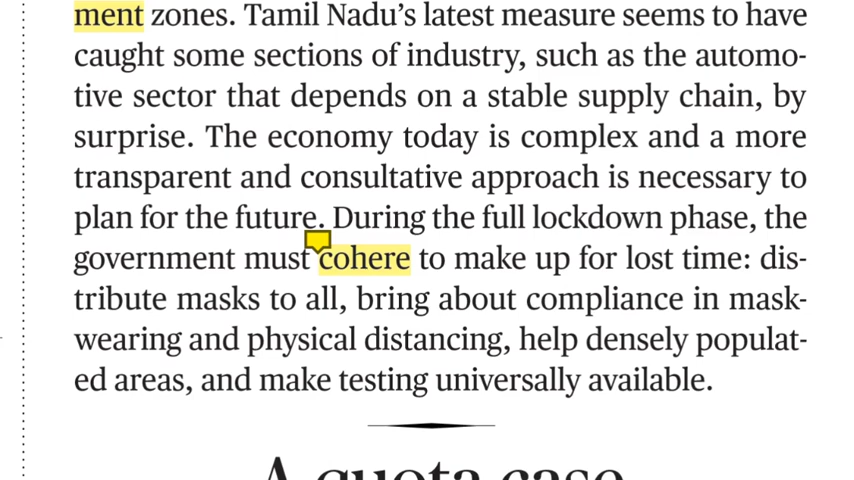 ment zones. Tamil Nadu’s latest measure seems to have
caught some sections of industry, such as the automo-
tive sector that depends on a stable supply chain, by
surprise. The economy today is complex and a more
transparent and consultative approach is necessary to
plan for the future. During the full lockdown phase, the
government must cohere to make up for lost time: dis-
tribute masks to all, bring about compliance in mask-
wearing and physical distancing, help densely populat-
ed areas, and make testing universally available.
A quota case